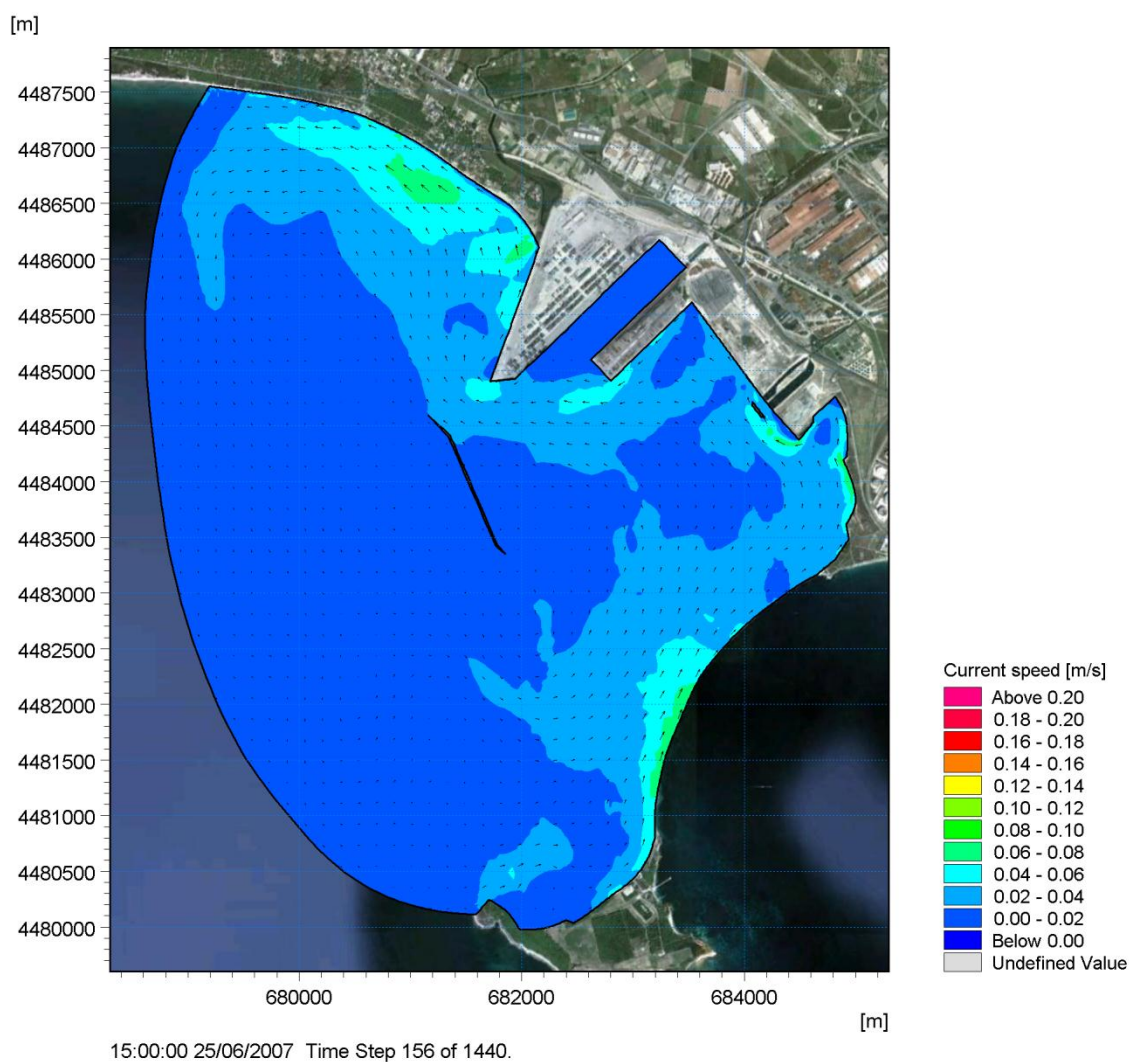 [m]
4487500
4487000
4486500
4486000
4485500
4485000
4484500
4484000
4483500
4483000
4482500
4482000
4481500
4481000
4480500
4480000
680000 682000 684000
[m]
15:00:00 25/06/2007 Time Step 156 of 1440.
Current speed [m/s]
Above 0.20
0.18 - 0.20
0.16 - 0.18
0.14 - 0.16
0.12 - 0.14
0.10 - 0.12
0.08 - 0.10
0.06 - 0.08
0.04 - 0.06
0.02 - 0.04
0.00 - 0.02
Below 0.00
Undefined Value